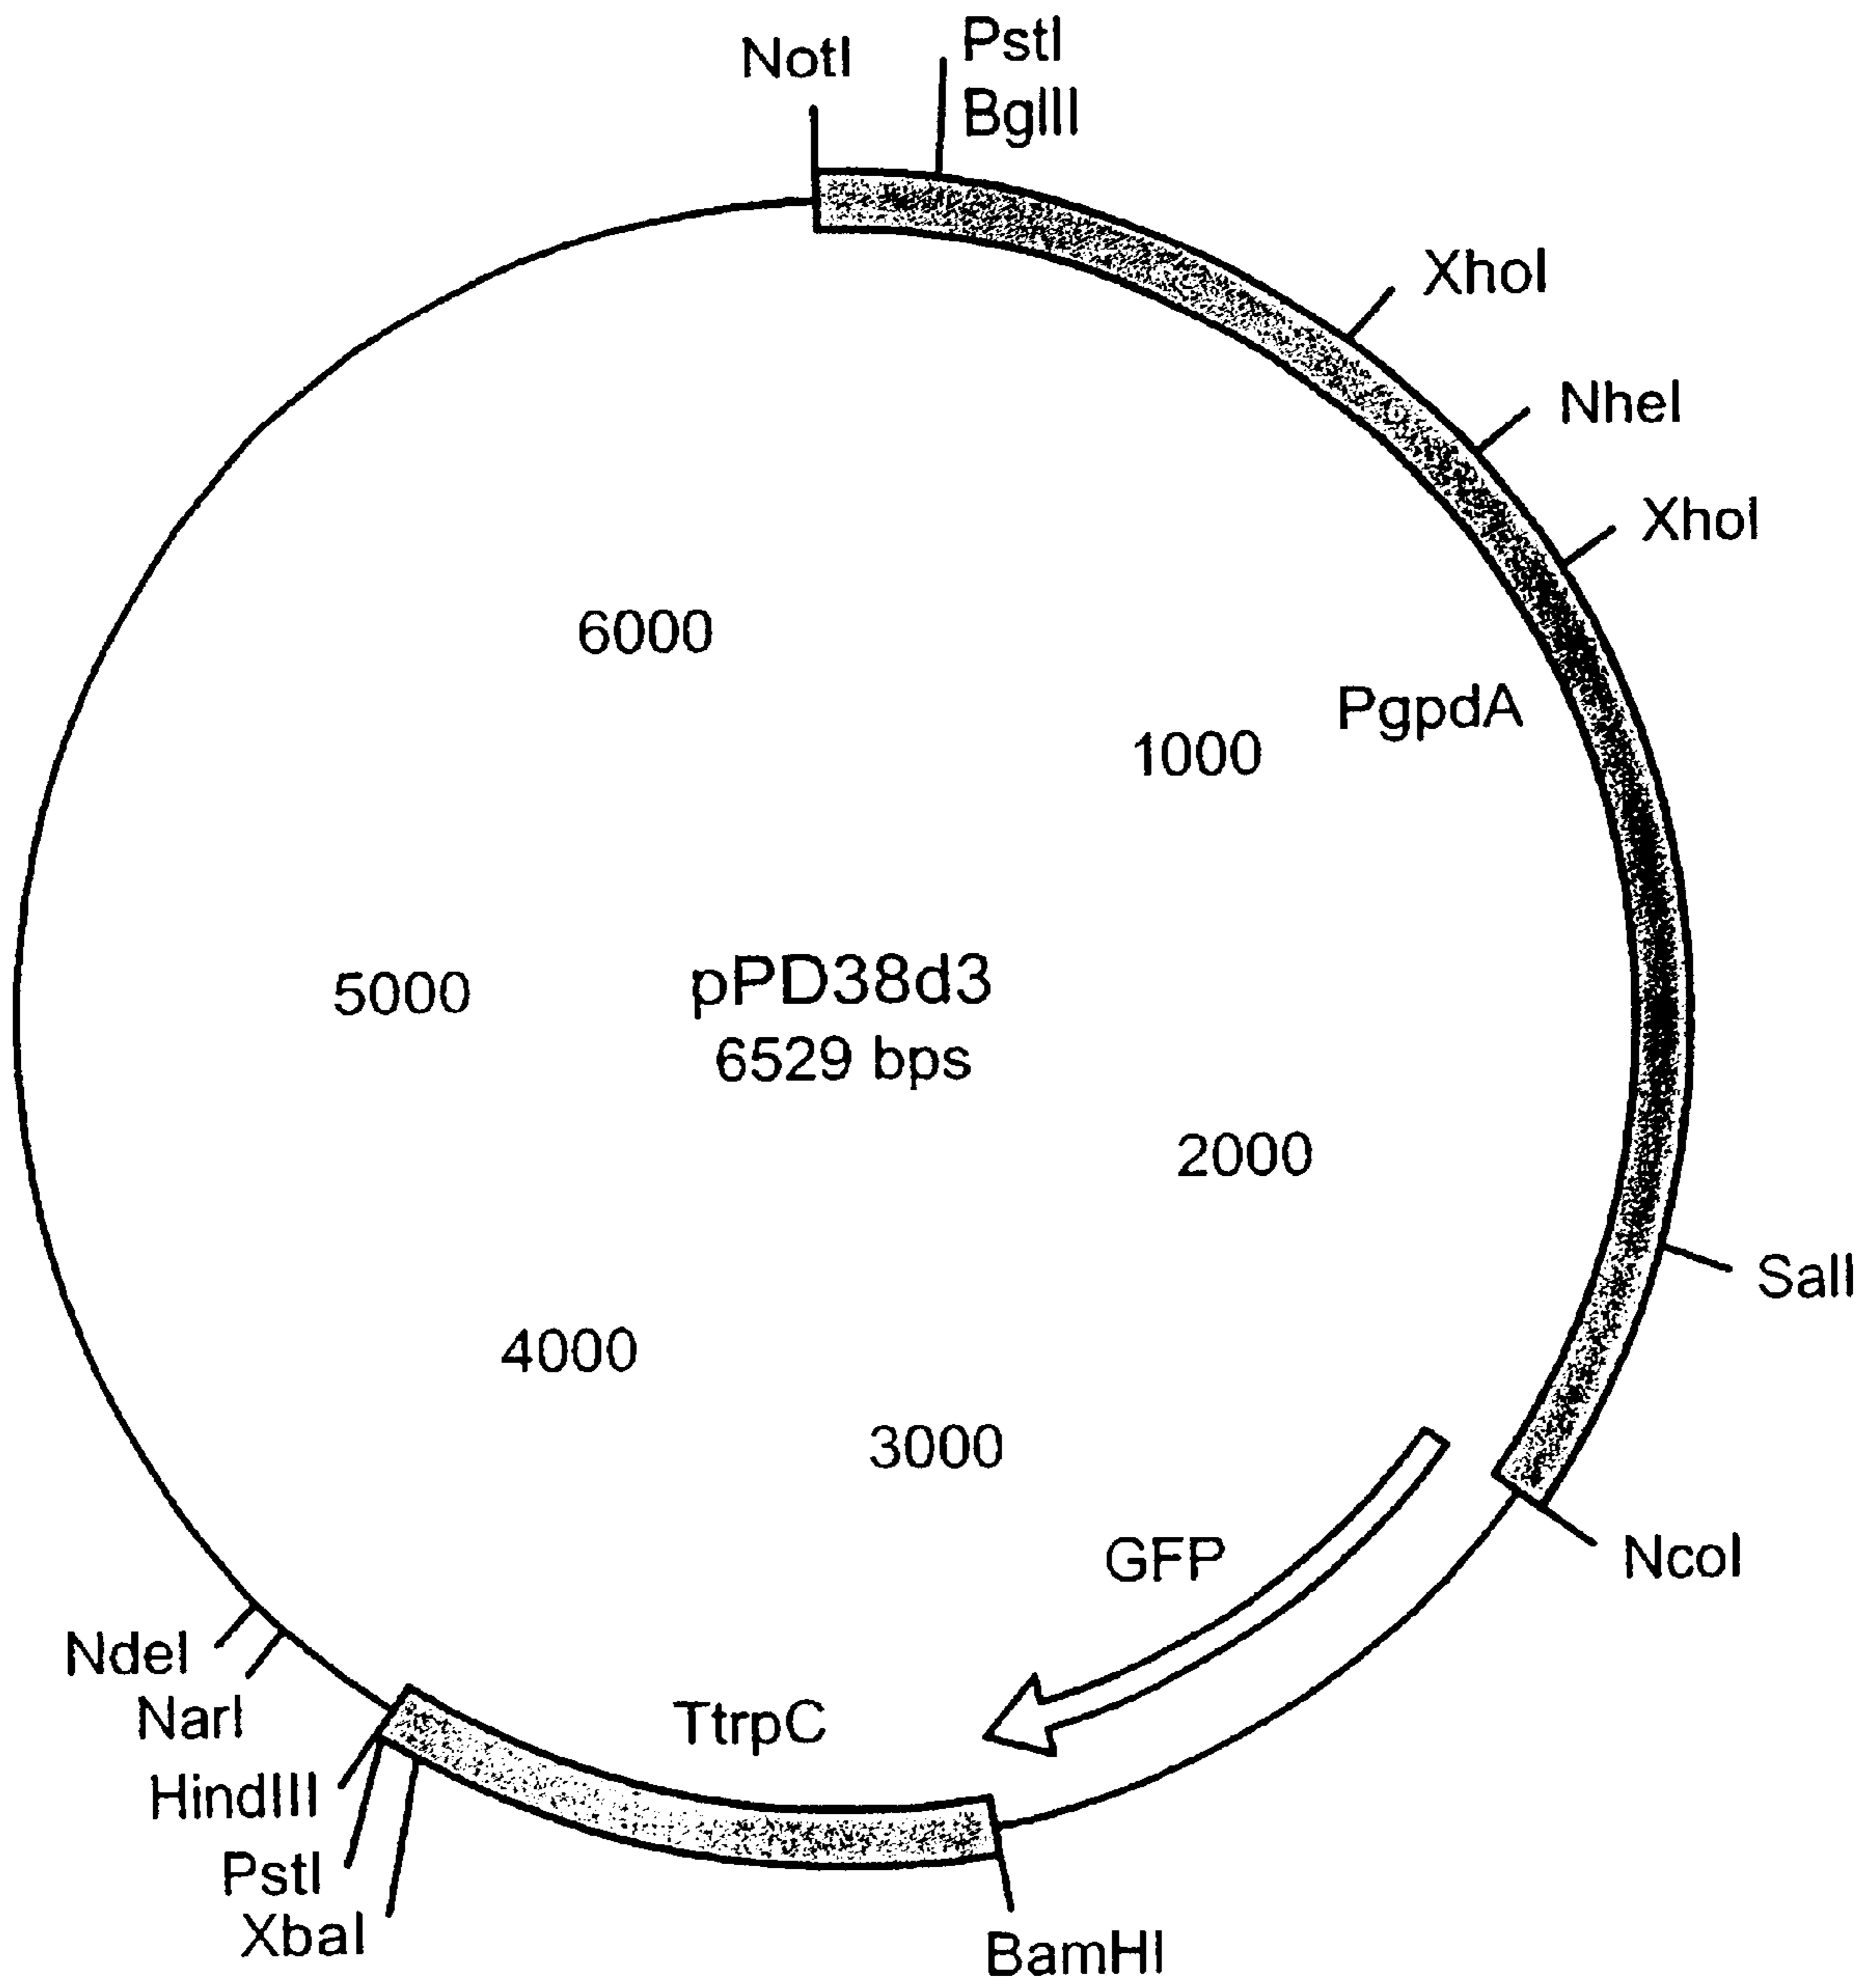 NotI
PstI
BglII
XhoI
NheI
XhoI
6000
PgpdA
1000
5000
pPD38d3
6529 bps
2000
SalI
4000
3000
GFP
NcoI
NdeI
NarI
TtrpC
HindIII
PstI
XbaI
BamHI